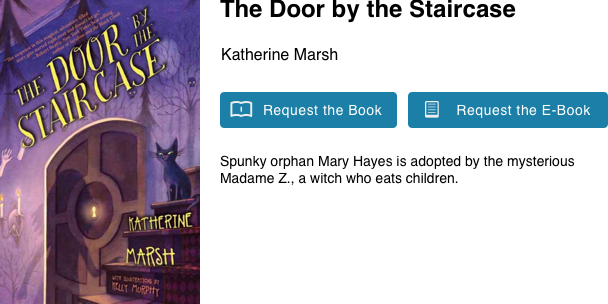 The Door by the Staircase
Katherine Marsh
Request the Book
Request the E-Book
Spunky orphan Mary Hayes is adopted by the mysterious
Madame Z., a witch who eats children.
THE DOOR BY THE
STAIRCASE
KATHERINE
MARSH
WITH ILLUSTRATIONS BY
KELLY MURPHY